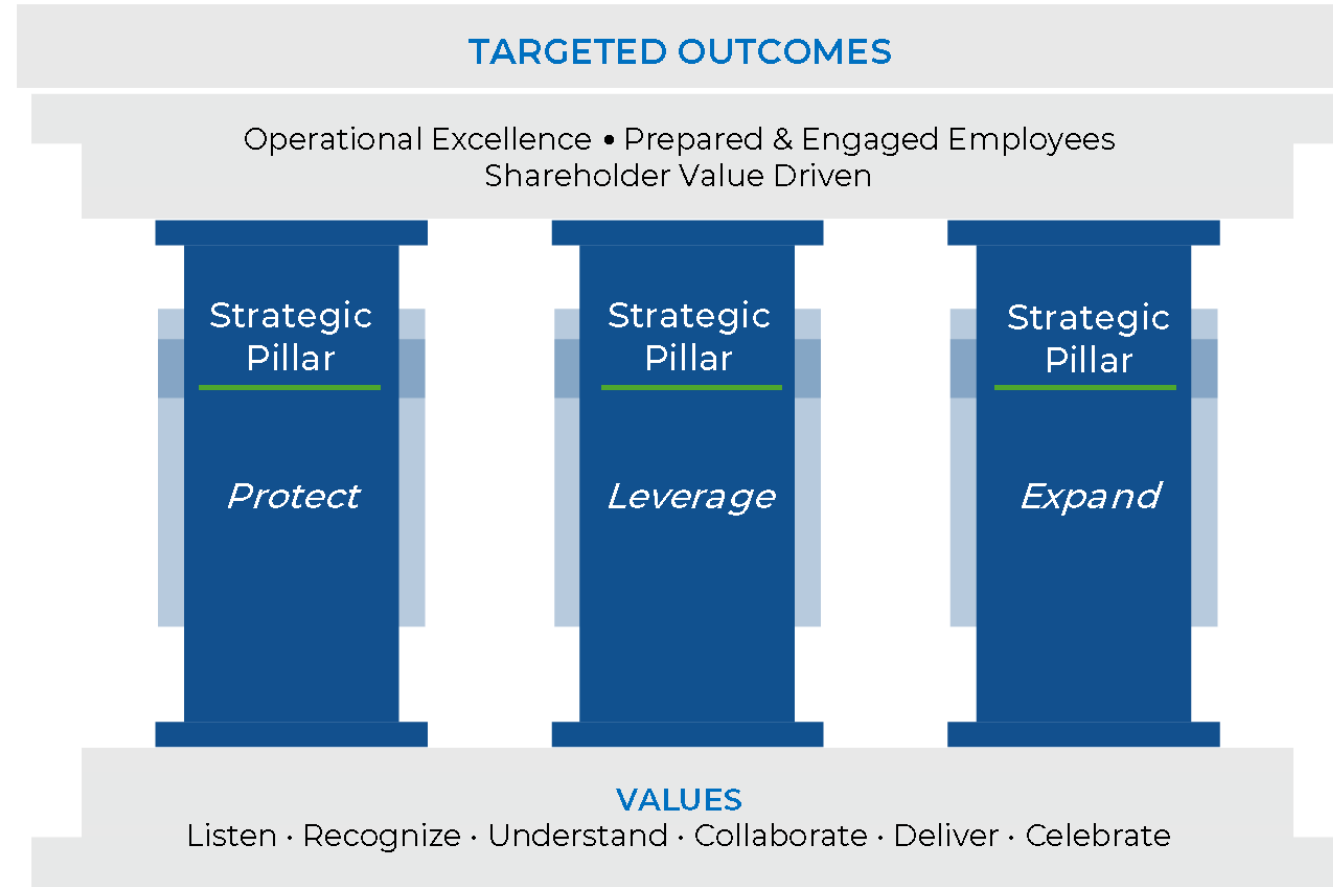 TARGETED OUTCOMES
Operational Excellence • Prepared & Engaged Employees
Shareholder Value Driven
Strategic
Pillar
Protect
Strategic
Pillar
Leverage
Strategic
Pillar
Expand
VALUES
Listen · Recognize · Understand · Collaborate · Deliver · Celebrate